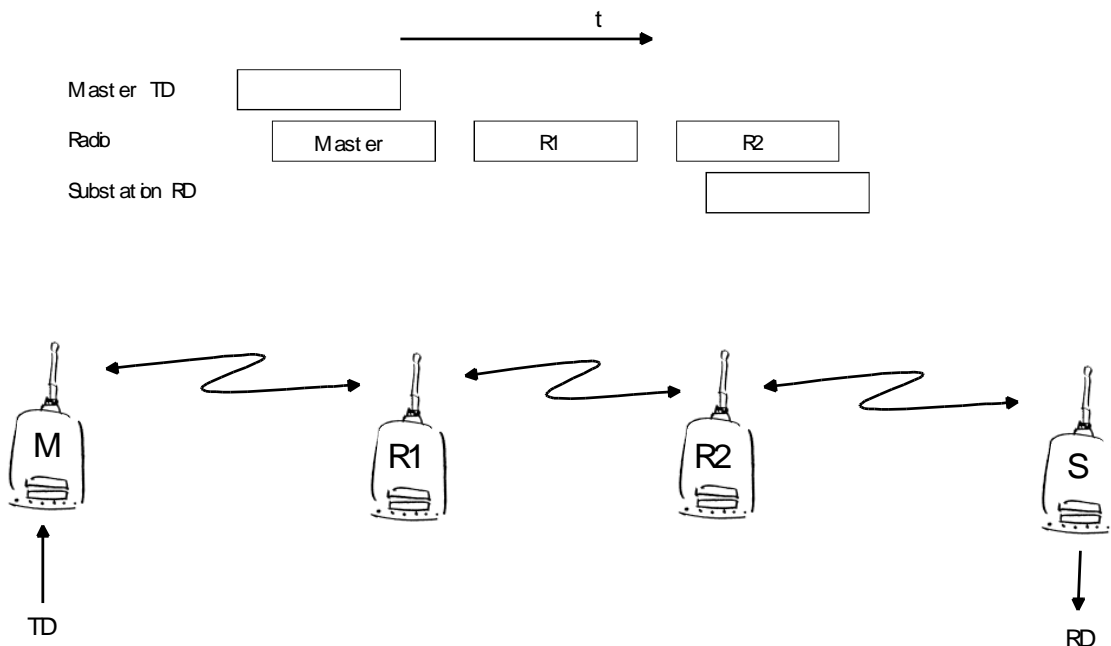 t
Master TD
Radio Master R1 R2
Substation RD
M R1 R2 S
TD RD